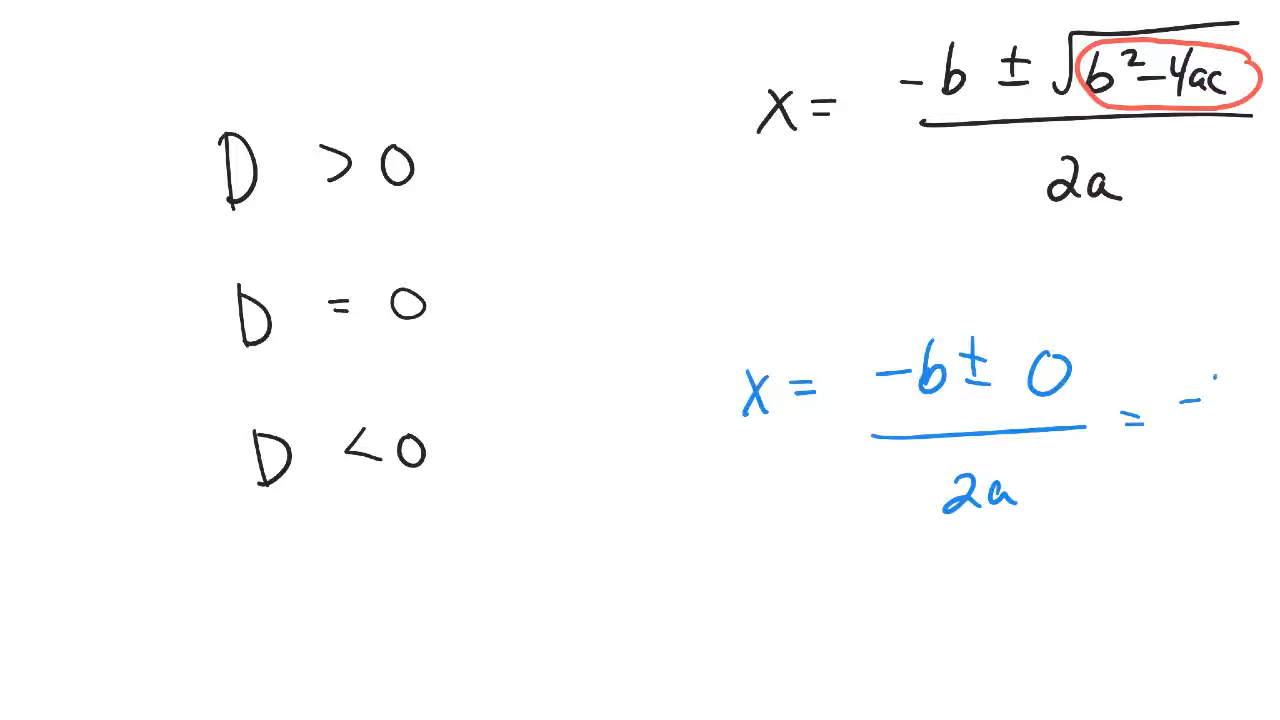 x = -b ± √b² - 4ac
2a
D > 0
D = 0
x = -b ± 0 = -
2a
D < 0